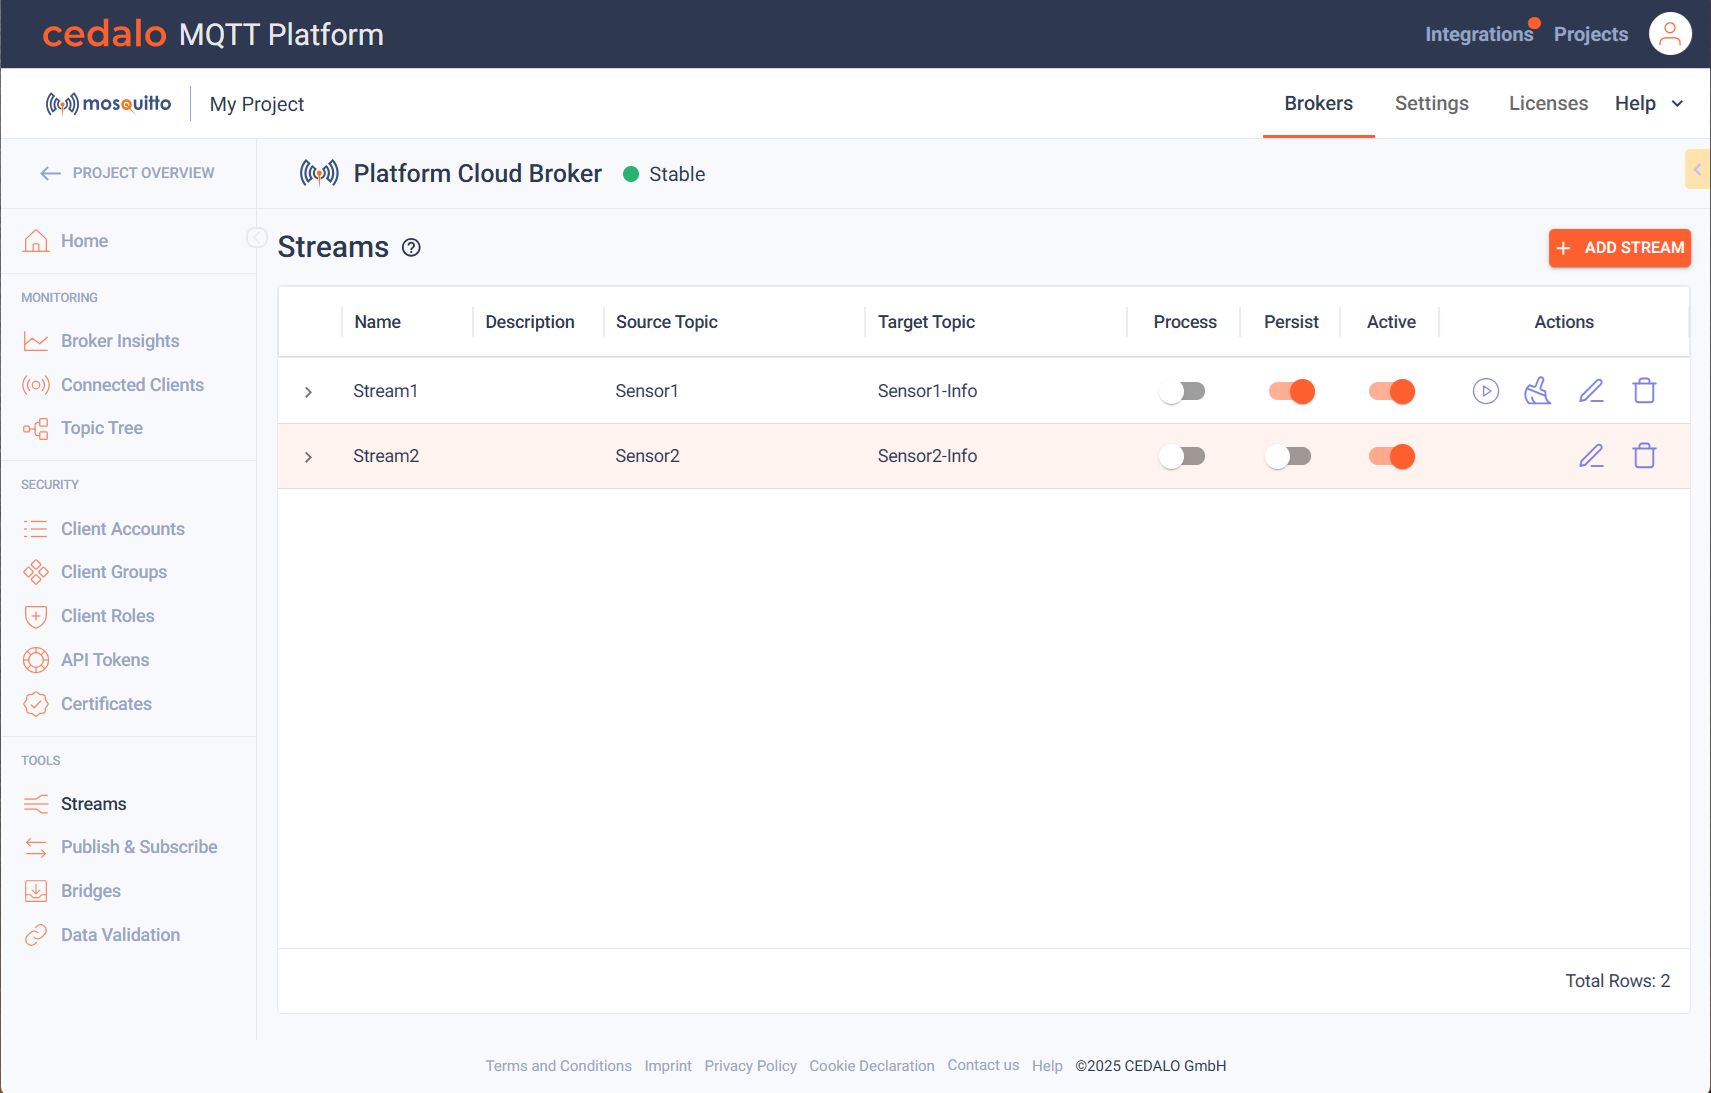 cedalo MQTT Platform
Integrations Projects
mosquitto My Project
Brokers Settings Licenses Help
PROJECT OVERVIEW
Platform Cloud Broker Stable
Home
Streams
ADD STREAM
MONITORING
Broker Insights
Connected Clients
Topic Tree
SECURITY
Client Accounts
Client Groups
Client Roles
API Tokens
Certificates
TOOLS
Streams
Publish & Subscribe
Bridges
Data Validation
Name Description Source Topic Target Topic Process Persist Active Actions
Stream1 Sensor1 Sensor1-Info
Stream2 Sensor2 Sensor2-Info
Total Rows: 2
Terms and Conditions Imprint Privacy Policy Cookie Declaration Contact us Help ©2025 CEDALO GmbH